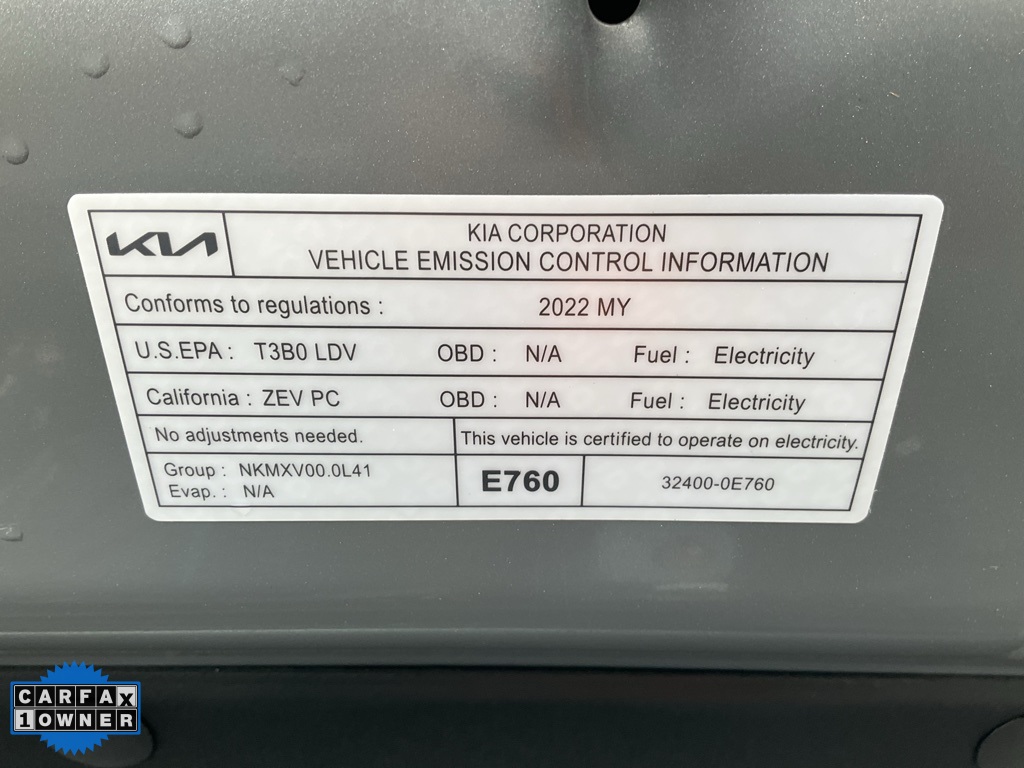 KIA
KIA CORPORATION
VEHICLE EMISSION CONTROL INFORMATION
Conforms to regulations : 2022 MY
U.S.EPA : T3B0 LDV OBD : N/A Fuel : Electricity
California : ZEV PC OBD : N/A Fuel : Electricity
No adjustments needed.
This vehicle is certified to operate on electricity.
Group : NKMXV00.0L41
Evap. : N/A
E760
32400-0E760
CARFAX
1 OWNER